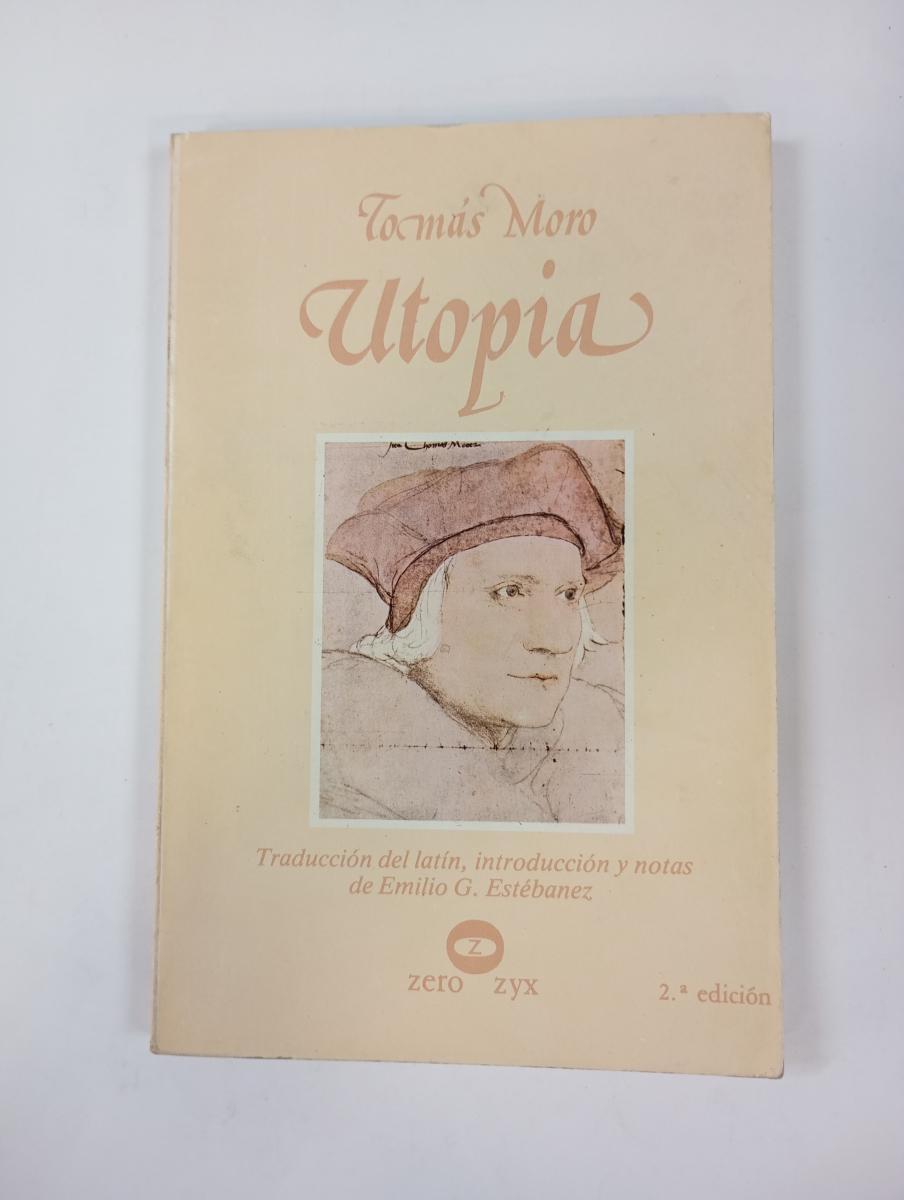 Tomás Moro
Utopia
Traducción del latín, introducción y notas
de Emilio G. Estébanez
Z
zero zyx
2.ª edición